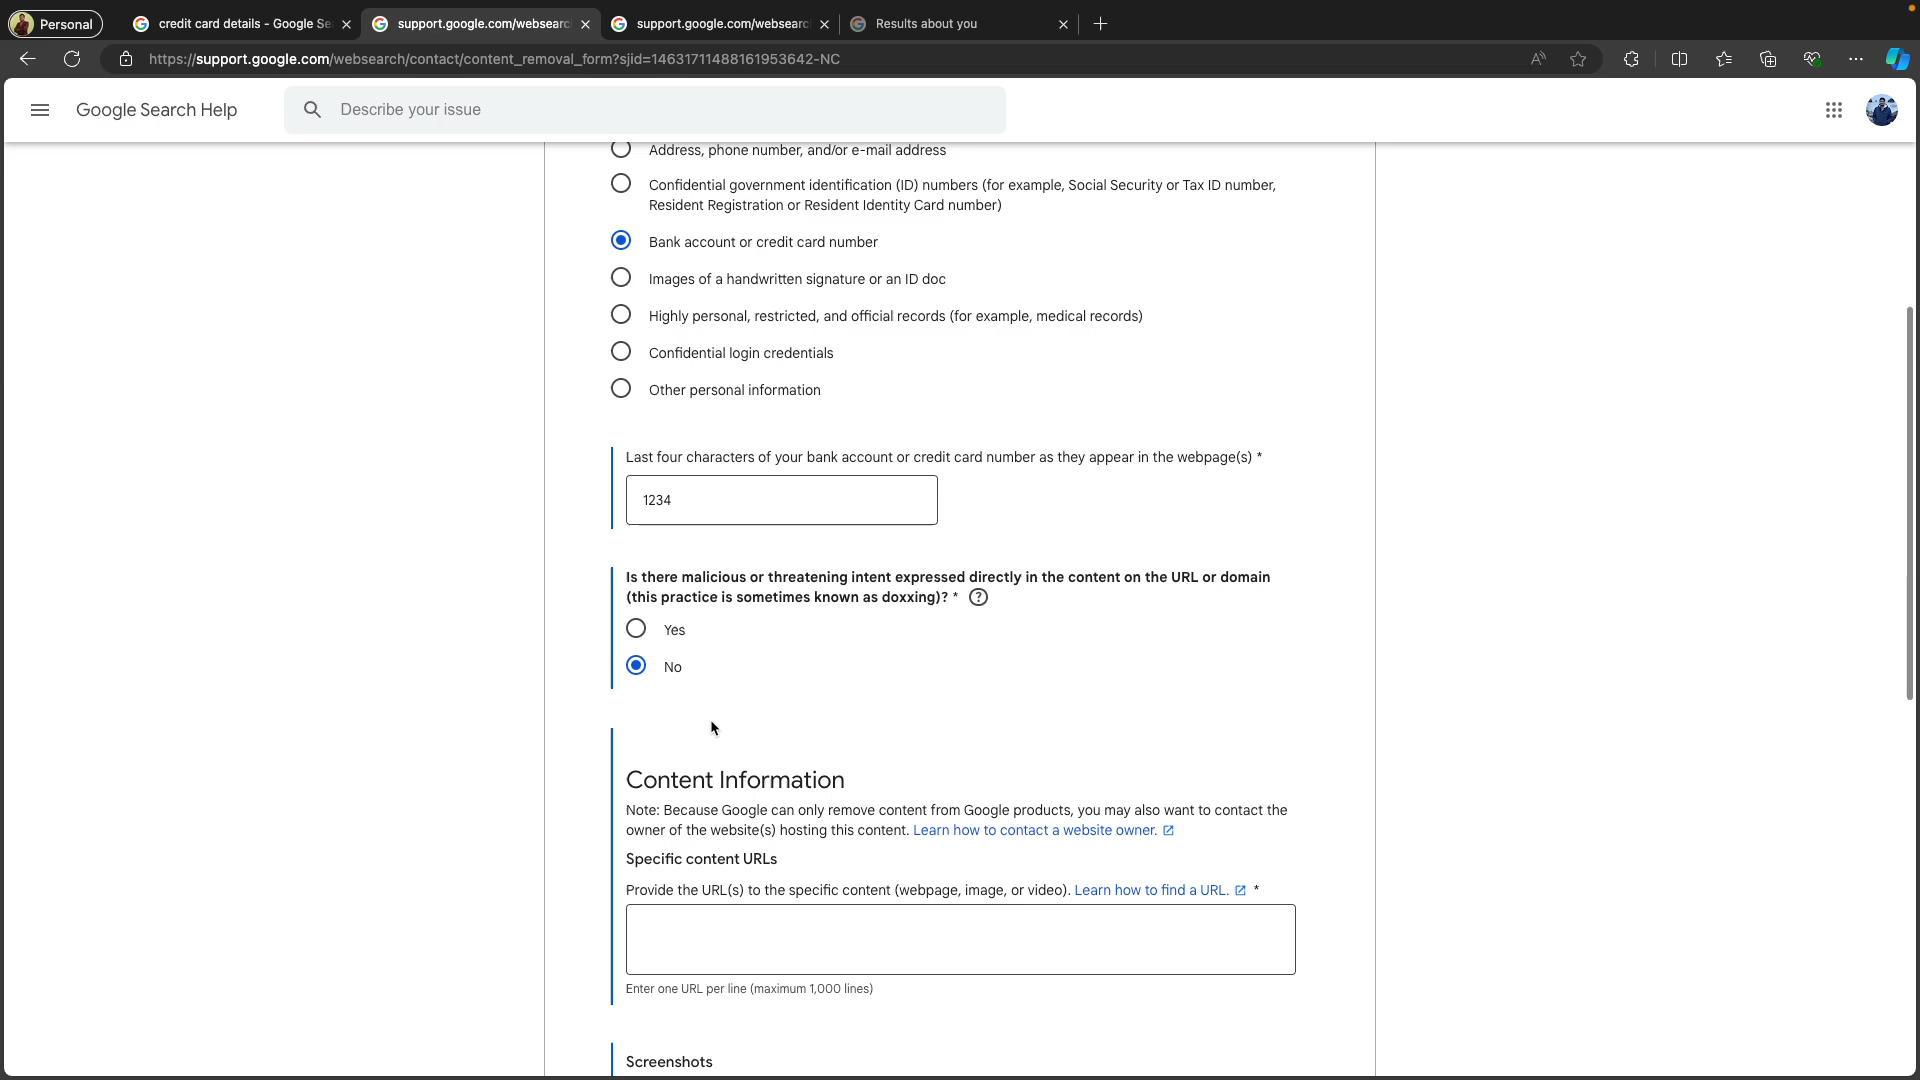 Personal
credit card details - Google Se
support.google.com/websearc
support.google.com/websearc
Results about you
https://support.google.com/websearch/contact/content_removal_form?sjid=14631711488161953642-NC
Google Search Help
Describe your issue
Address, phone number, and/or e-mail address
Confidential government identification (ID) numbers (for example, Social Security or Tax ID number,
Resident Registration or Resident Identity Card number)
Bank account or credit card number
Images of a handwritten signature or an ID doc
Highly personal, restricted, and official records (for example, medical records)
Confidential login credentials
Other personal information
Last four characters of your bank account or credit card number as they appear in the webpage(s) *
1234
Is there malicious or threatening intent expressed directly in the content on the URL or domain
(this practice is sometimes known as doxxing)? *
Yes
No
Content Information
Note: Because Google can only remove content from Google products, you may also want to contact the
owner of the website(s) hosting this content. Learn how to contact a website owner.
Specific content URLs
Provide the URL(s) to the specific content (webpage, image, or video). Learn how to find a URL. *
Enter one URL per line (maximum 1,000 lines)
Screenshots